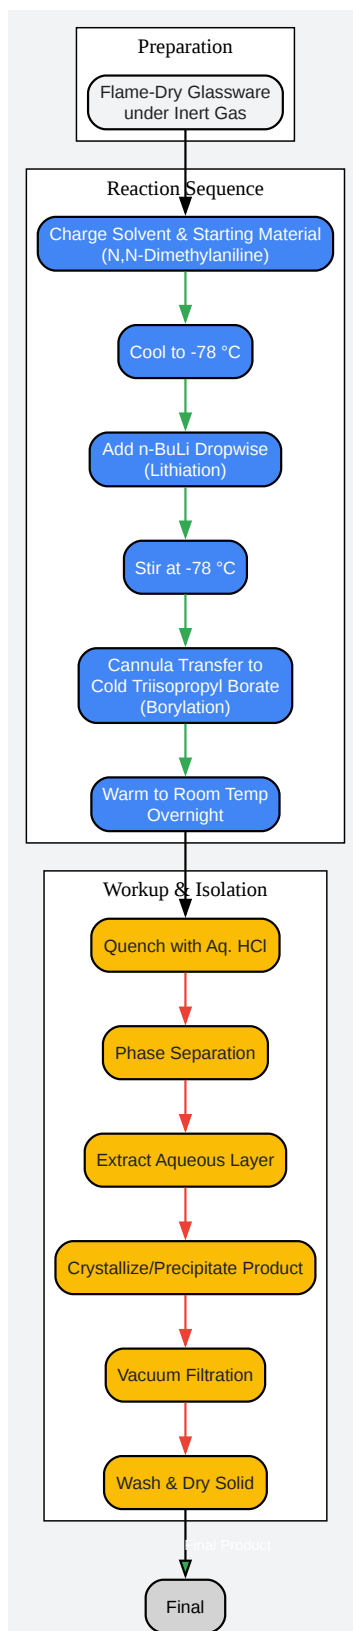 Preparation
Flame-Dry Glassware
under Inert Gas
Reaction Sequence
Charge Solvent & Starting Material
(N,N-Dimethylaniline)
Cool to -78 °C
Add n-BuLi Dropwise
(Lithiation)
Stir at -78 °C
Cannula Transfer to
Cold Triisopropyl Borate
(Borylation)
Warm to Room Temp
Overnight
Workup & Isolation
Quench with Aq. HCl
Phase Separation
Extract Aqueous Layer
Crystallize/Precipitate Product
Vacuum Filtration
Wash & Dry Solid
Final Product
Final